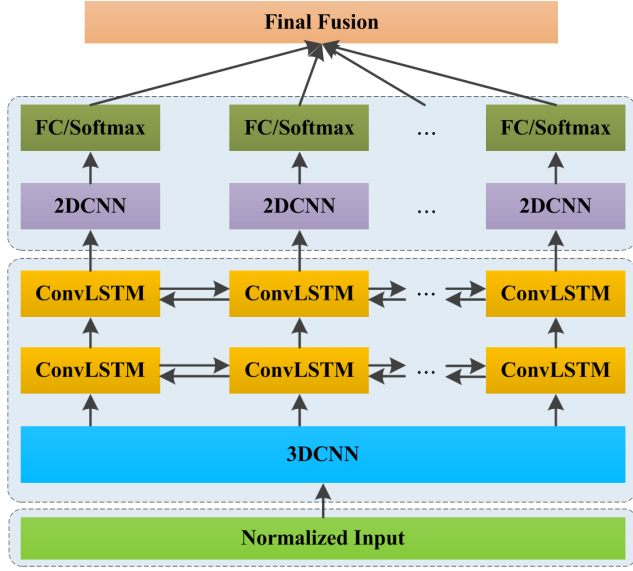 Final Fusion
FC/Softmax FC/Softmax ... FC/Softmax
2DCNN 2DCNN ... 2DCNN
ConvLSTM ConvLSTM ... ConvLSTM
ConvLSTM ConvLSTM ... ConvLSTM
3DCNN
Normalized Input